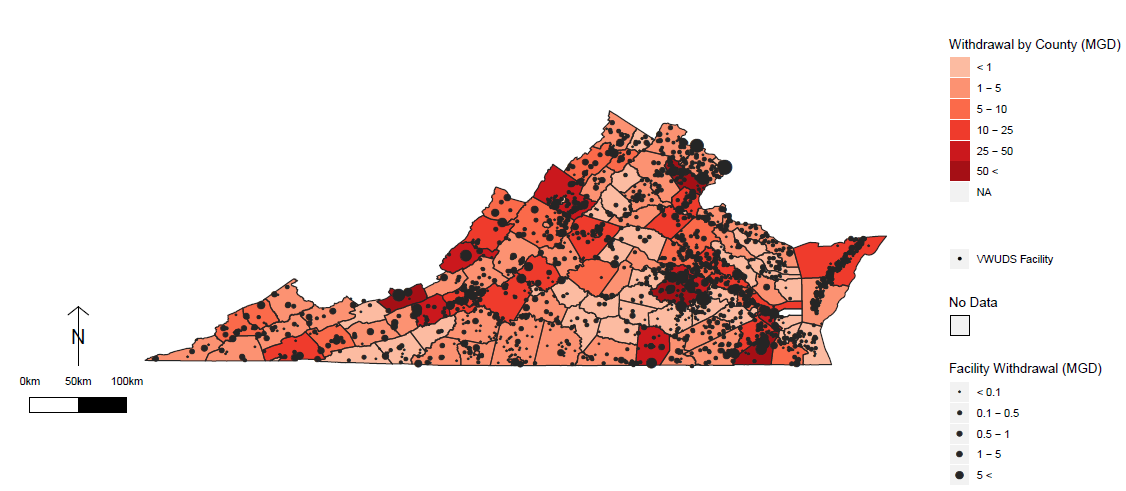 Withdrawal by County (MGD)
< 1
1 − 5
5 − 10
10 − 25
25 − 50
50 <
NA
VWUDS Facility
No Data
N
0km 50km 100km
Facility Withdrawal (MGD)
< 0.1
0.1 − 0.5
0.5 − 1
1 − 5
5 <